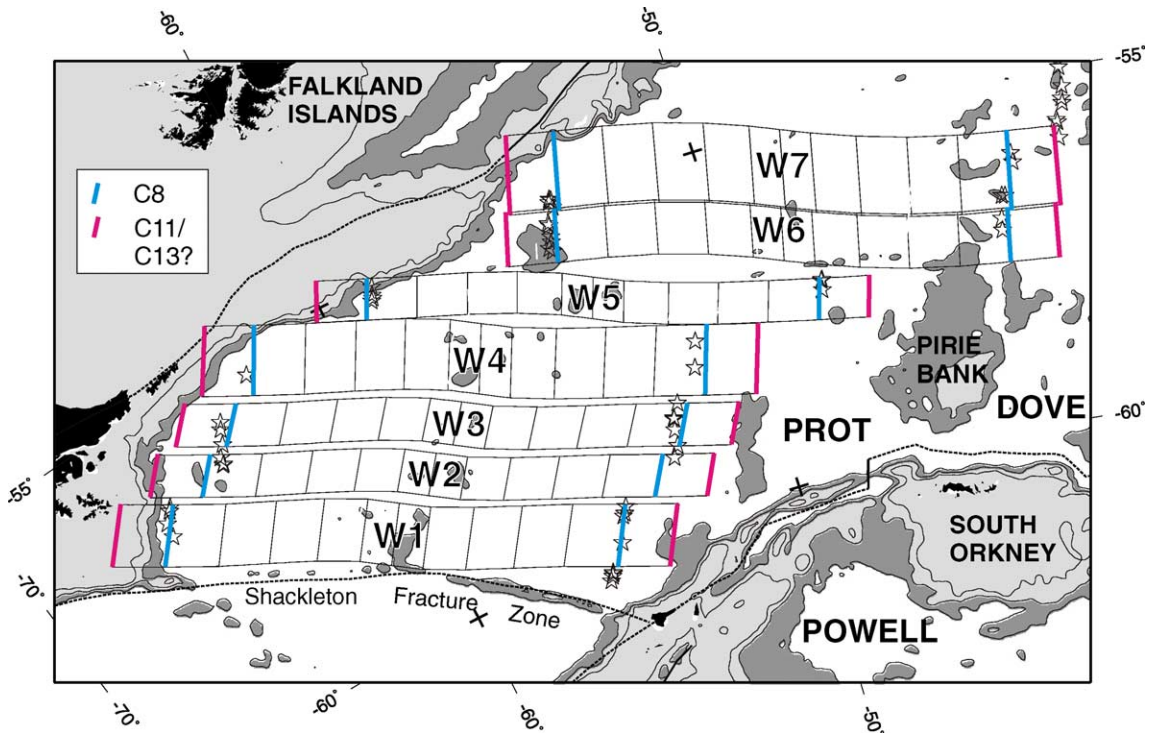 -60°
-50°
-55°
FALKLAND
ISLANDS
C8
C11/
C13?
W7
W6
W5
W4
W3
W2
W1
PIRIE
BANK
DOVE
PROT
-60°
-55°
SOUTH
ORKNEY
-70°
Shackleton Fracture Zone
POWELL
-70°
-60°
-60°
-50°